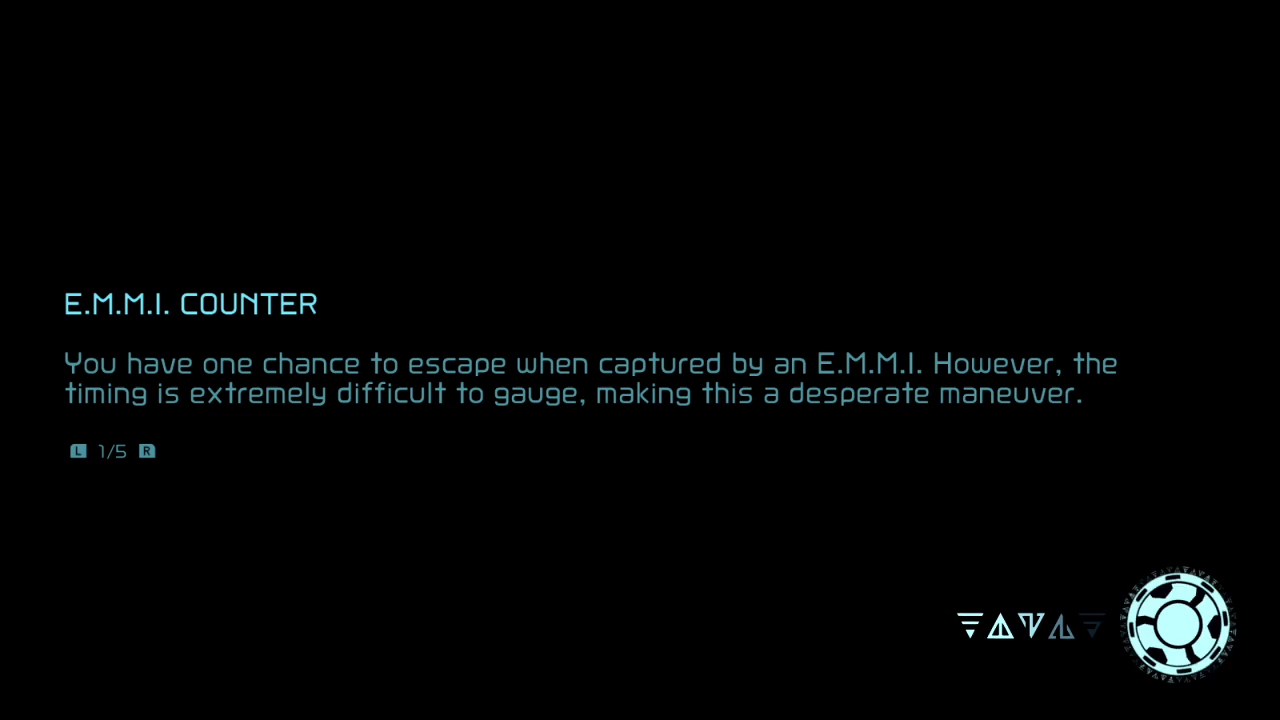 E.M.M.I. COUNTER
You have one chance to escape when captured by an E.M.M.I. However, the
timing is extremely difficult to gauge, making this a desperate maneuver.
L 1/5 R